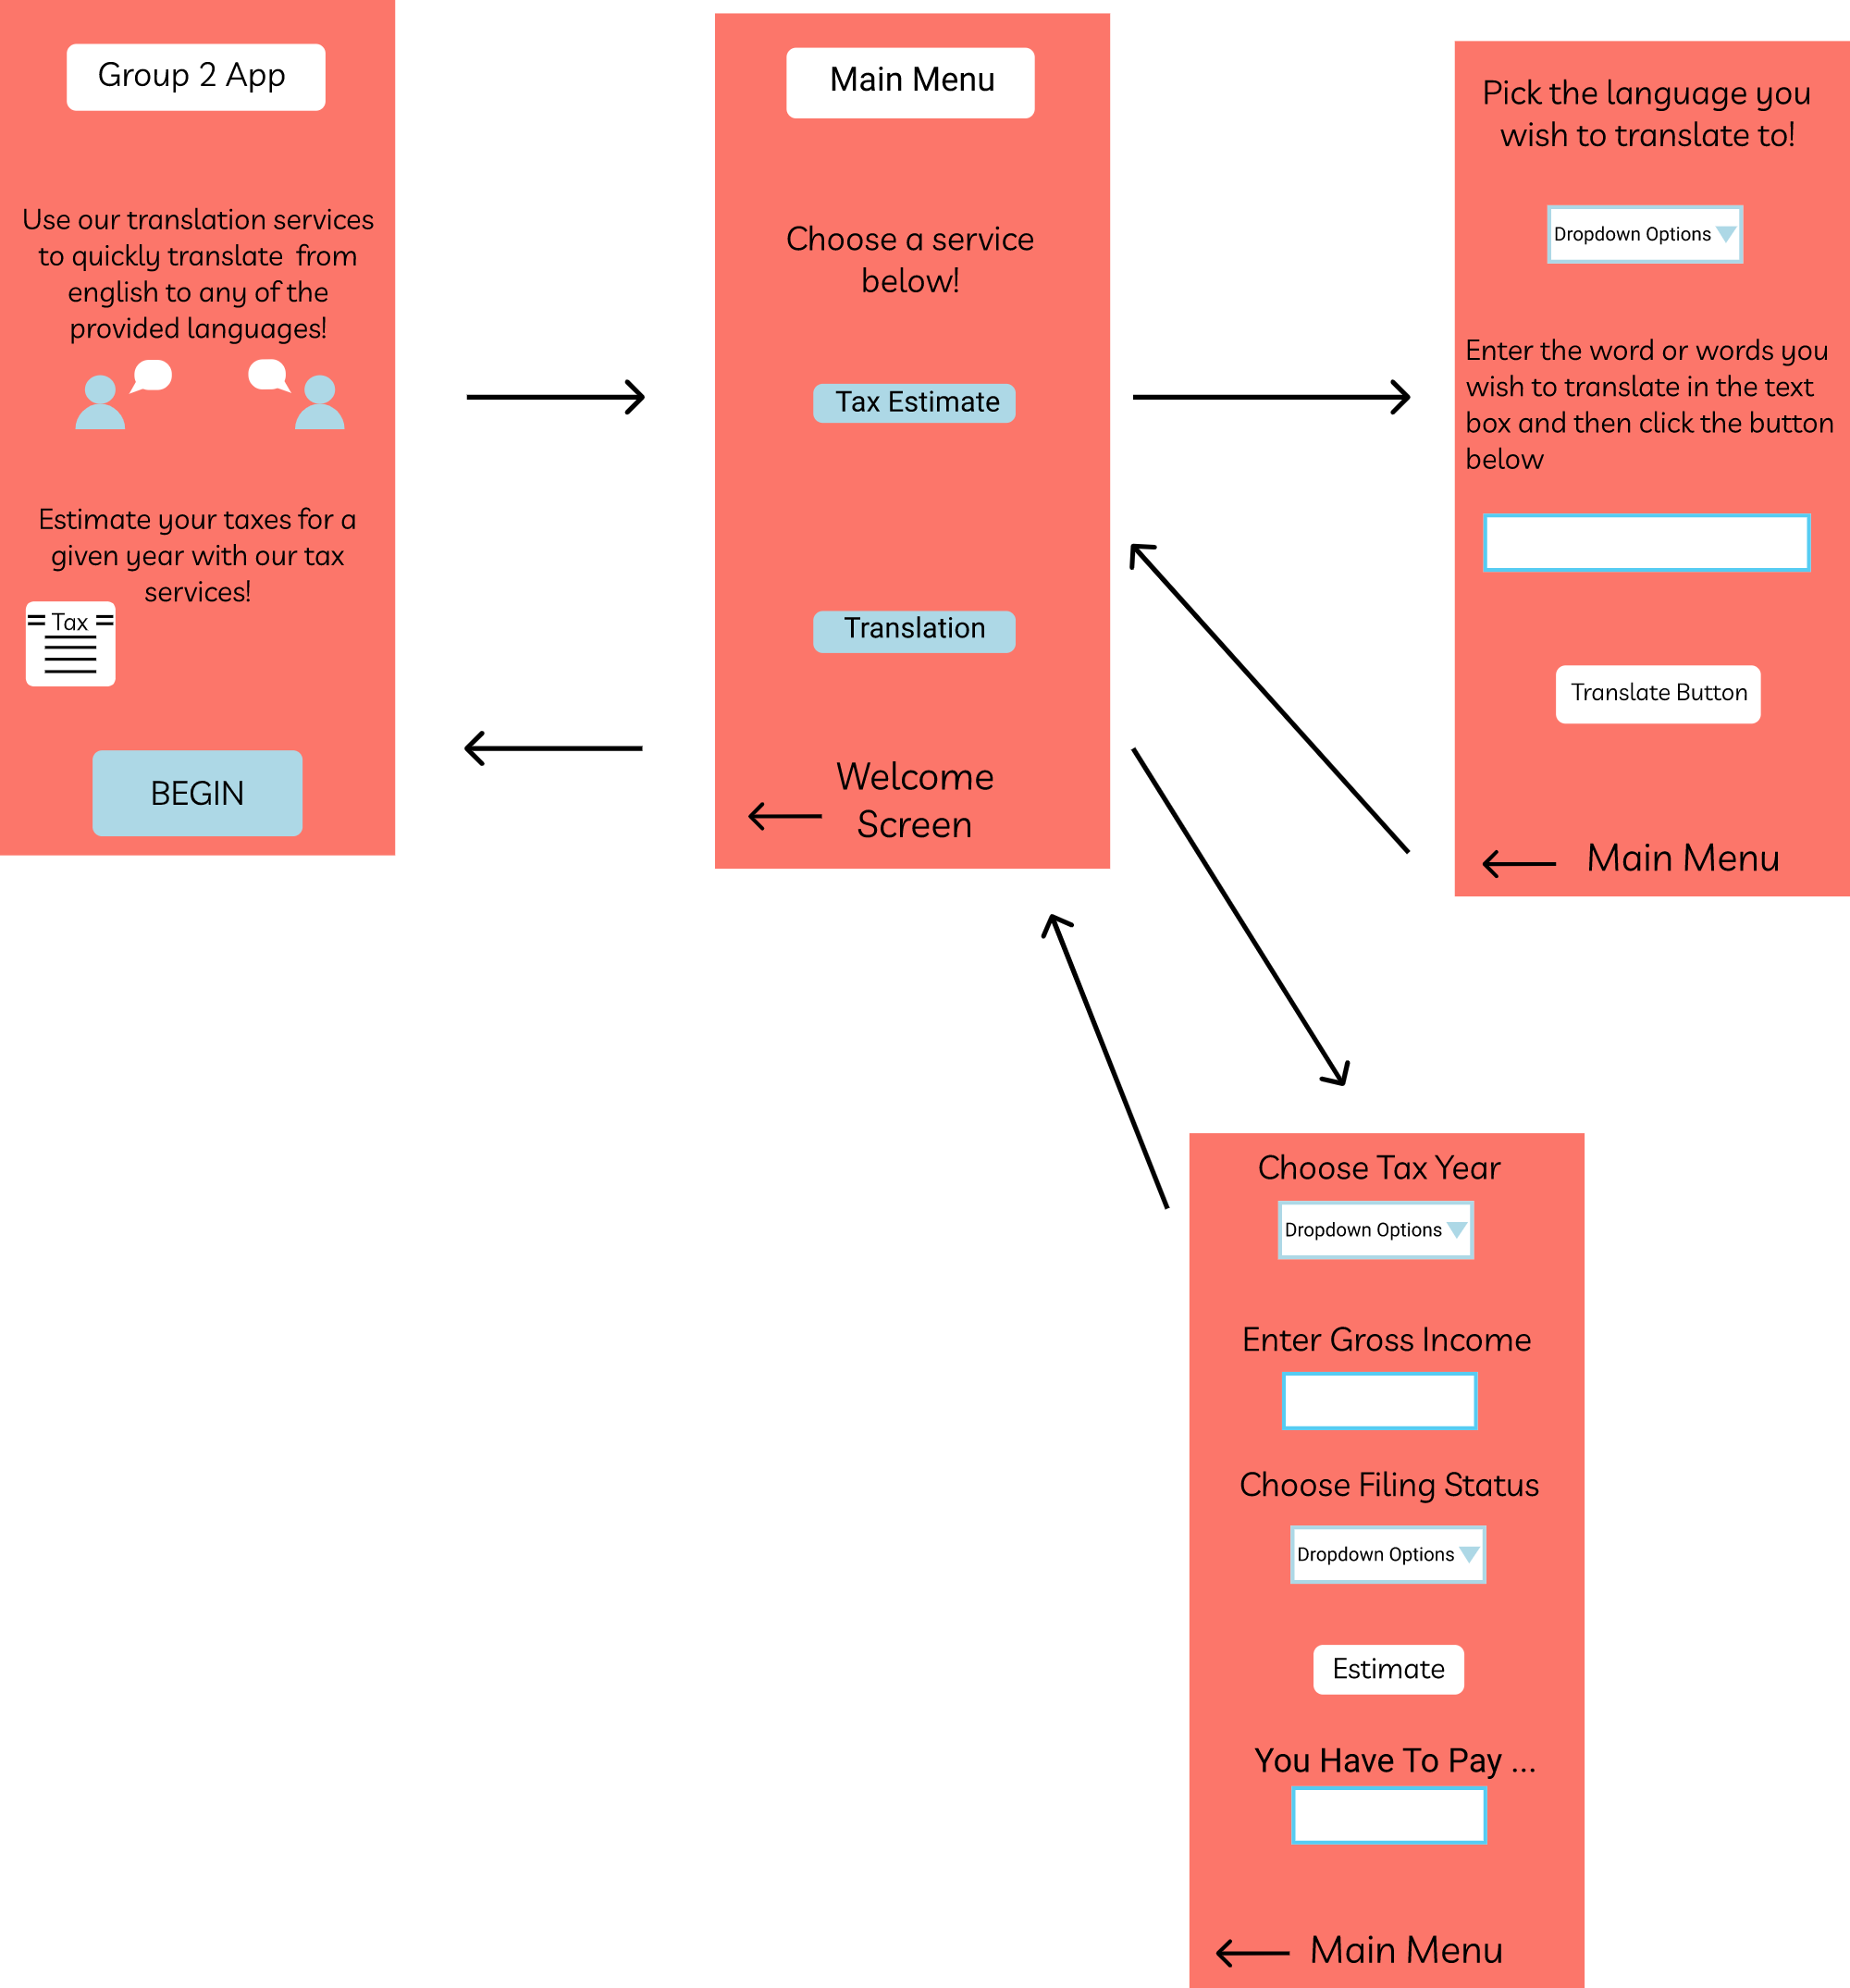 Group 2 App
Use our translation services
to quickly translate from
english to any of the
provided languages!
Estimate your taxes for a
given year with our tax
services!
Tax
BEGIN
Main Menu
Choose a service
below!
Tax Estimate
Translation
Welcome
Screen
Pick the language you
wish to translate to!
Dropdown Options
Enter the word or words you
wish to translate in the text
box and then click the button
below
Translate Button
Main Menu
Choose Tax Year
Dropdown Options
Enter Gross Income
Choose Filing Status
Dropdown Options
Estimate
You Have To Pay ...
Main Menu